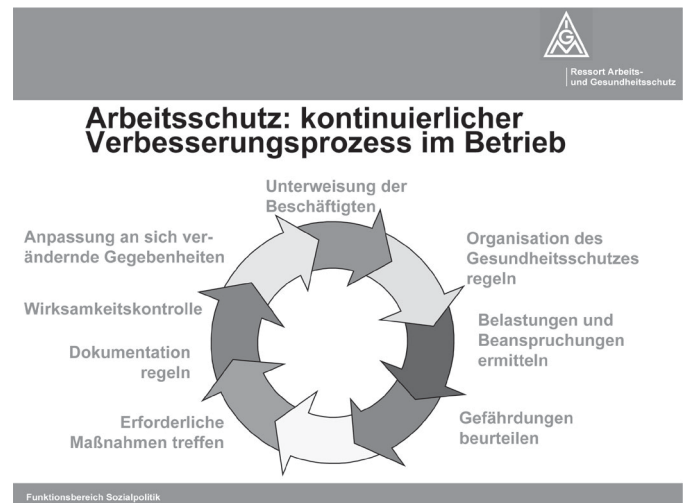 IGM
Ressort Arbeits-
und Gesundheitsschutz
Arbeitsschutz: kontinuierlicher
Verbesserungsprozess im Betrieb
Unterweisung der
Beschäftigten
Organisation des
Gesundheitsschutzes
regeln
Belastungen und
Beanspruchungen
ermitteln
Gefährdungen
beurteilen
Erforderliche
Maßnahmen treffen
Dokumentation
regeln
Wirksamkeitskontrolle
Anpassung an sich ver-
ändernde Gegebenheiten
Funktionsbereich Sozialpolitik